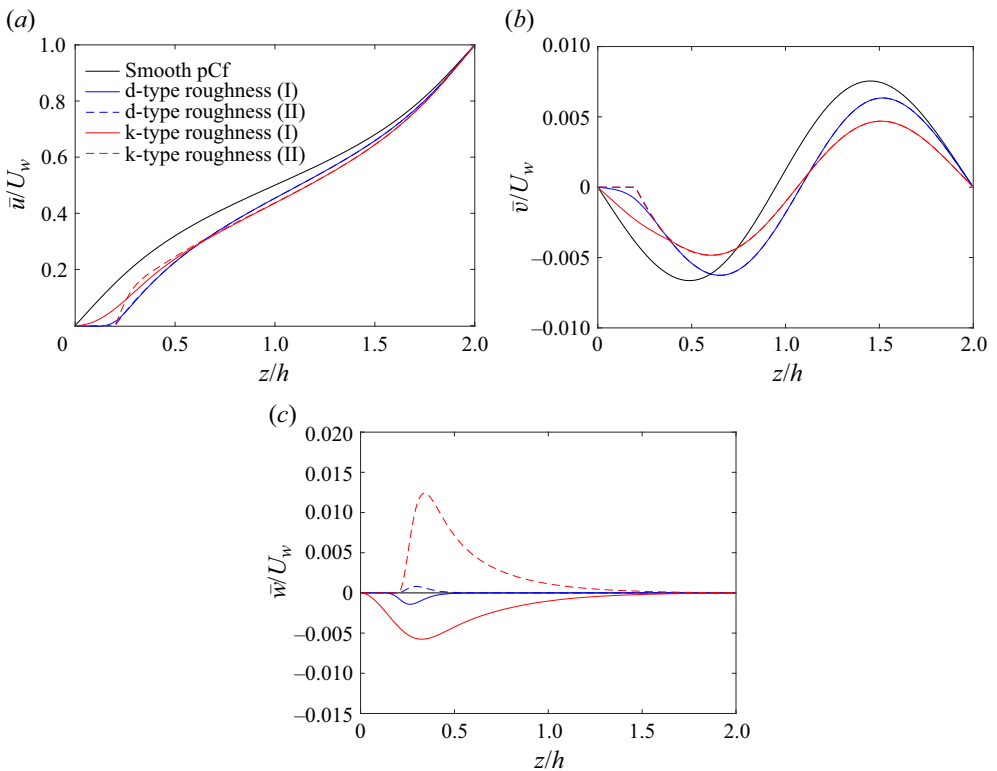 (a)
1.0
0.8
0.6
0.4
0.2
0
0.5
1.0
1.5
2.0
ū/U_w
z/h
Smooth pCf
d-type roughness (I)
d-type roughness (II)
k-type roughness (I)
k-type roughness (II)
(b)
0.010
0.005
0
–0.005
–0.010
0
0.5
1.0
1.5
2.0
v̄/U_w
z/h
(c)
0.020
0.015
0.010
0.005
0
–0.005
–0.010
–0.015
0
0.5
1.0
1.5
2.0
w̄/U_w
z/h